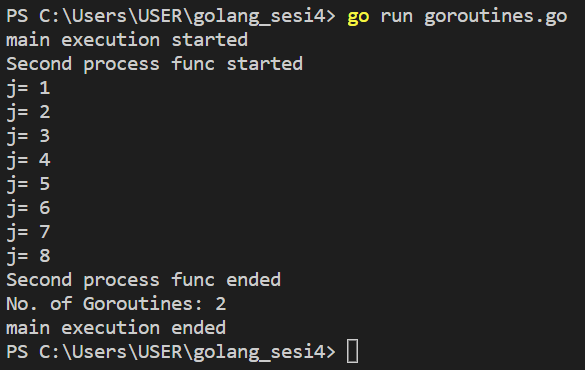 PS C:\Users\USER\golang_sesi4> go run goroutines.go
main execution started
Second process func started
j= 1
j= 2
j= 3
j= 4
j= 5
j= 6
j= 7
j= 8
Second process func ended
No. of Goroutines: 2
main execution ended
PS C:\Users\USER\golang_sesi4>